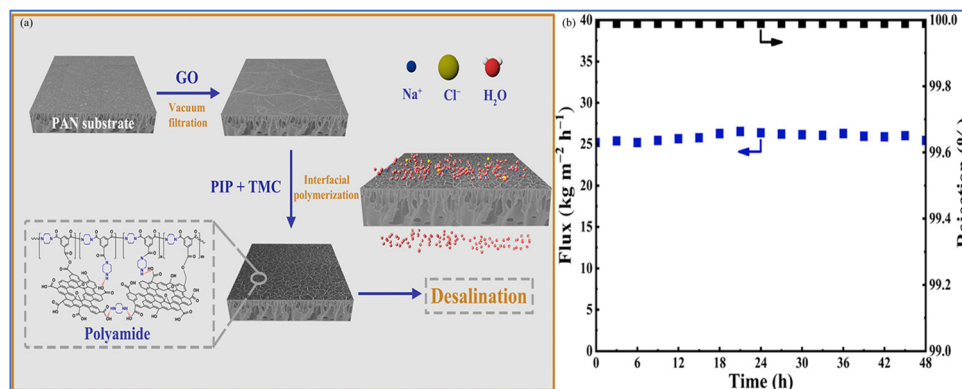 (a)
GO
Vacuum
filtration
PAN substrate
Na⁺
Cl⁻
H₂O
PIP + TMC
Interfacial
polymerization
Polyamide
Desalination
(b)
40
35
30
25
20
15
10
5
0
Flux (kg m⁻² h⁻¹)
100.0
99.8
99.6
99.4
99.2
99.0
Rejection (%)
0 6 12 18 24 30 36 42 48
Time (h)